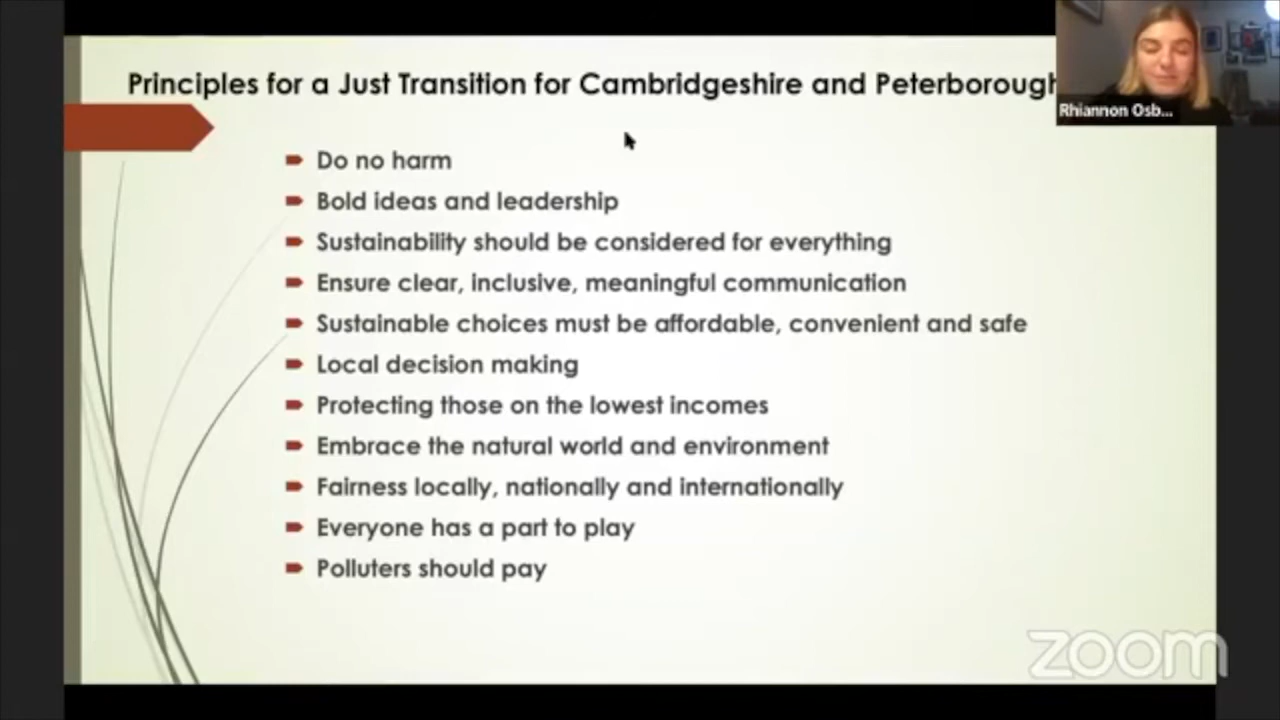 Principles for a Just Transition for Cambridgeshire and Peterborough
Rhiannon Osb...
Do no harm
Bold ideas and leadership
Sustainability should be considered for everything
Ensure clear, inclusive, meaningful communication
Sustainable choices must be affordable, convenient and safe
Local decision making
Protecting those on the lowest incomes
Embrace the natural world and environment
Fairness locally, nationally and internationally
Everyone has a part to play
Polluters should pay
zoom